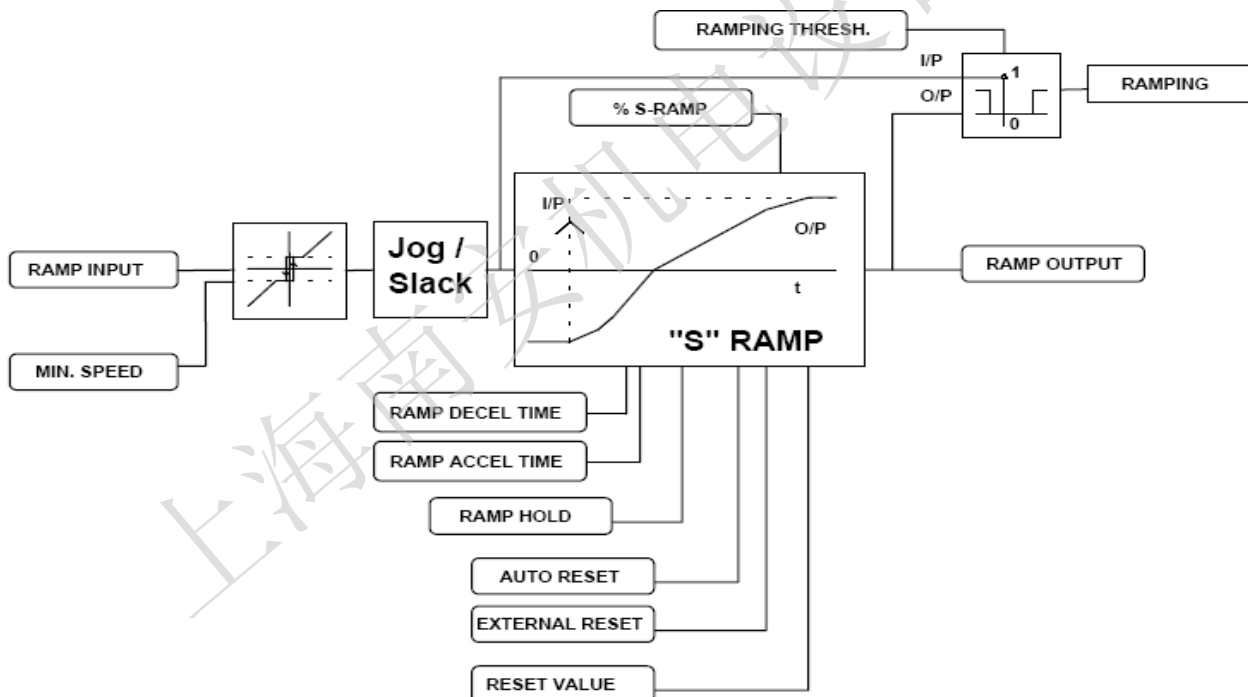 RAMPING THRESH.
I/P
1
RAMPING
O/P
0
% S-RAMP
I/P
O/P
0
t
"S" RAMP
Jog /
Slack
RAMP INPUT
MIN. SPEED
RAMP OUTPUT
RAMP DECEL TIME
RAMP ACCEL TIME
RAMP HOLD
AUTO RESET
EXTERNAL RESET
RESET VALUE
上海南安机电设